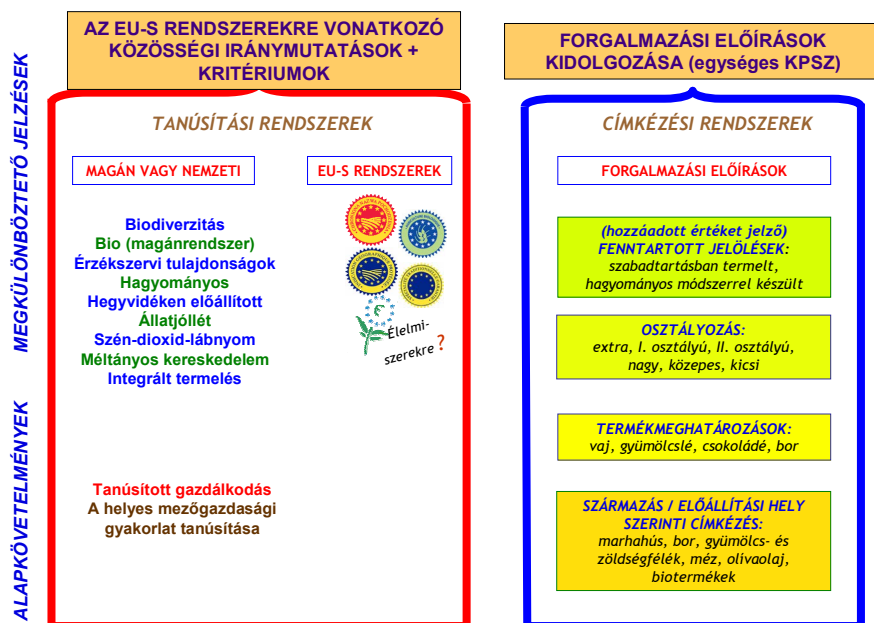 AZ EU-S RENDSZEREKRE VONATKOZÓ
KÖZÖSSÉGI IRÁNYMUTATÁSOK +
KRITÉRIUMOK
FORGALMAZÁSI ELŐÍRÁSOK
KIDOLGOZÁSA (egységes KPSZ)
MEGKÜLÖNBÖZTETŐ JELZÉSEK
ALAPKÖVETELMÉNYEK
TANÚSÍTÁSI RENDSZEREK
MAGÁN VAGY NEMZETI
EU-S RENDSZEREK
Biodiverzitás
Bio (magánrendszer)
Érzékszervi tulajdonságok
Hagyományos
Hegyvidéken előállított
Állatjóllét
Szén-dioxid-lábnyom
Méltányos kereskedelem
Integrált termelés
Élelmi-
szerekre ?
Tanúsított gazdálkodás
A helyes mezőgazdasági
gyakorlat tanúsítása
CÍMKÉZÉSI RENDSZEREK
FORGALMAZÁSI ELŐÍRÁSOK
(hozzáadott értéket jelző)
FENNTARTOTT JELÖLÉSEK:
szabadtartásban termelt,
hagyományos módszerrel készült
OSZTÁLYOZÁS:
extra, I. osztályú, II. osztályú,
nagy, közepes, kicsi
TERMÉKMEGHATÁROZÁSOK:
vaj, gyümölcslé, csokoládé, bor
SZÁRMAZÁS / ELŐÁLLÍTÁSI HELY
SZERINTI CÍMKÉZÉS:
marhahús, bor, gyümölcs- és
zöldségfélék, méz, olívaolaj,
biotermékek